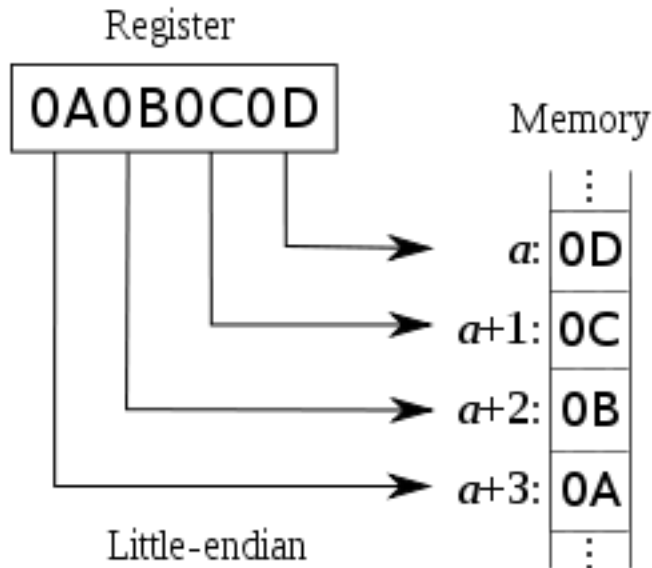 Register
0A0B0C0D
Memory
⋮
a: 0D
a+1: 0C
a+2: 0B
a+3: 0A
⋮
Little-endian